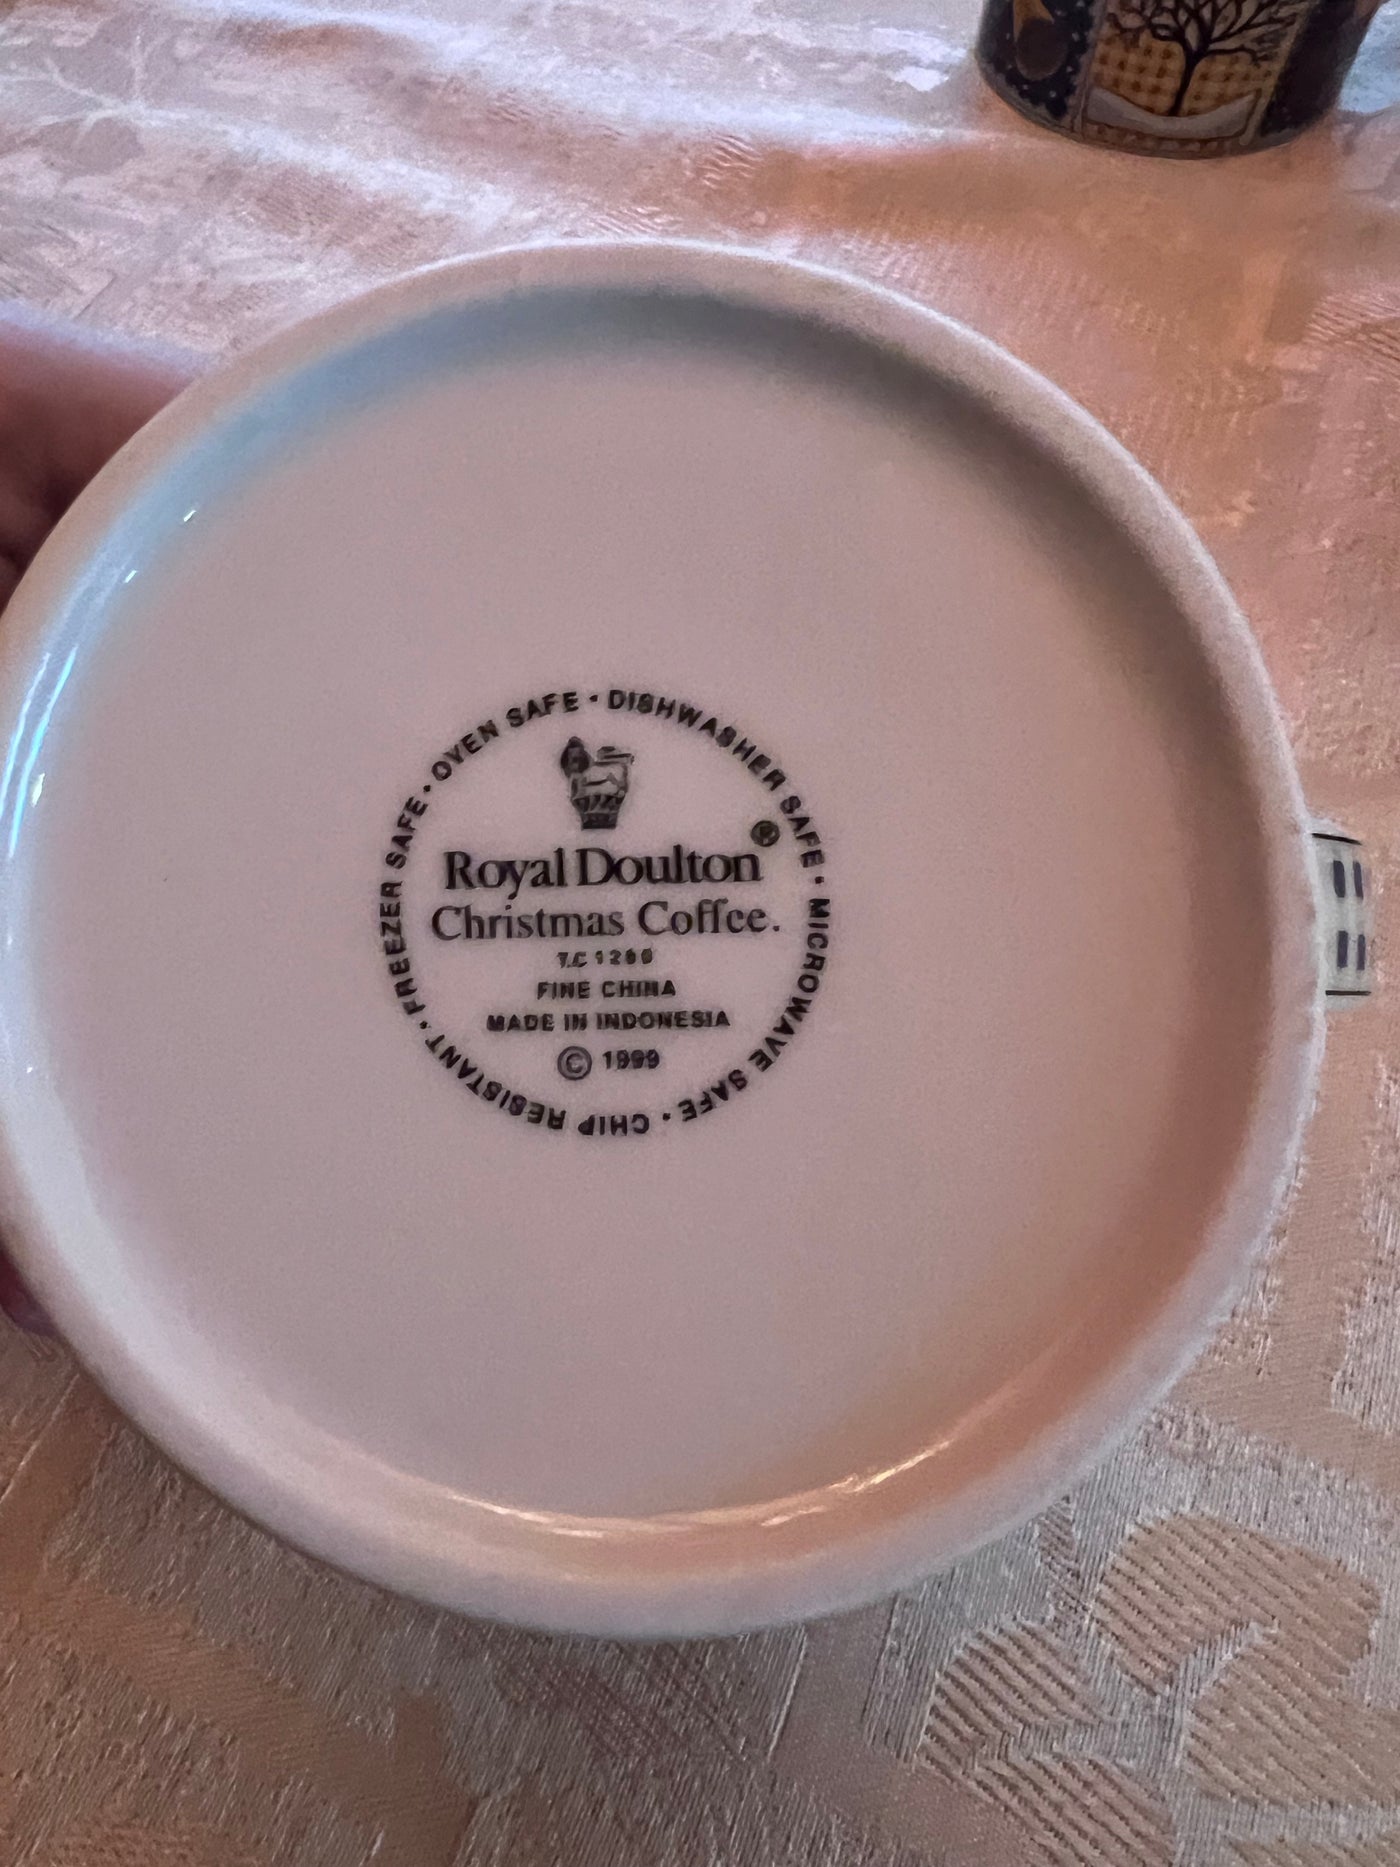 OVEN SAFE • DISHWASHER SAFE • MICROWAVE SAFE • CHIP RESISTANT • FREEZER SAFE •
Royal Doulton®
Christmas Coffee.
FINE CHINA
MADE IN INDONESIA
© 1999